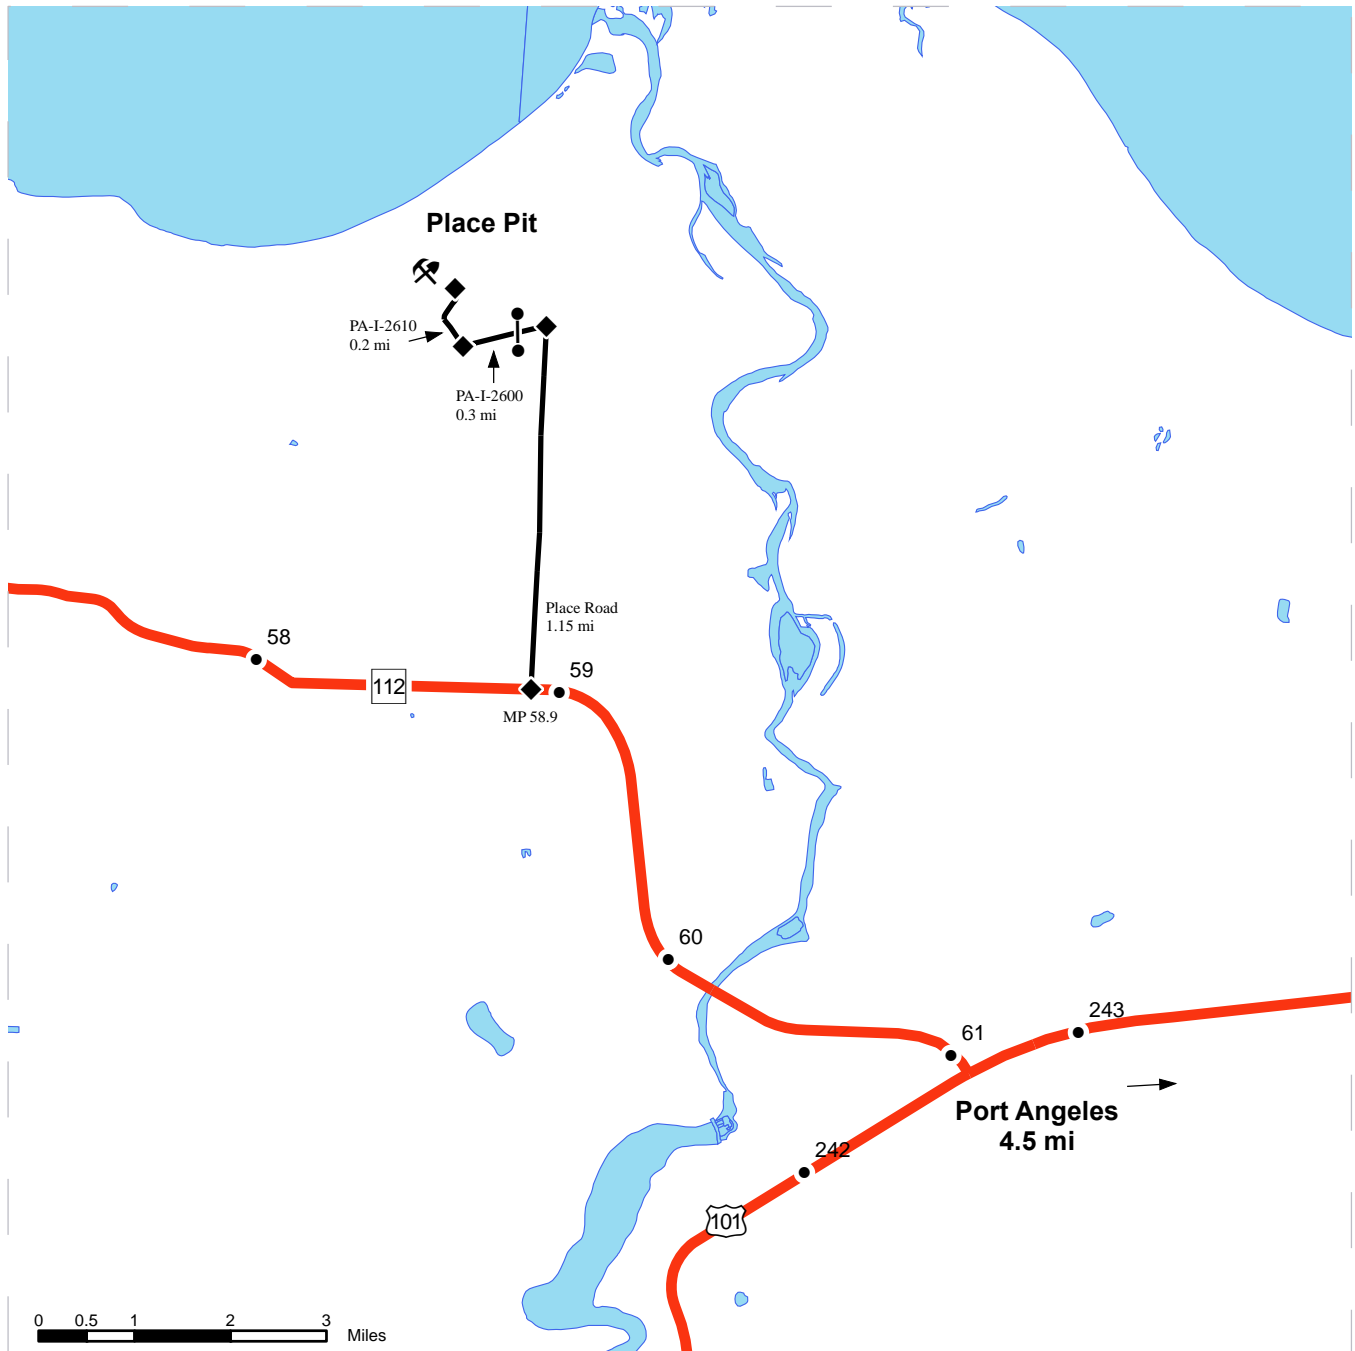 Place Pit
PA-I-2610
0.2 mi
PA-I-2600
0.3 mi
Place Road
1.15 mi
58
59
112
MP 58.9
60
61
243
Port Angeles
4.5 mi
242
101
0 0.5 1 2 3
Miles